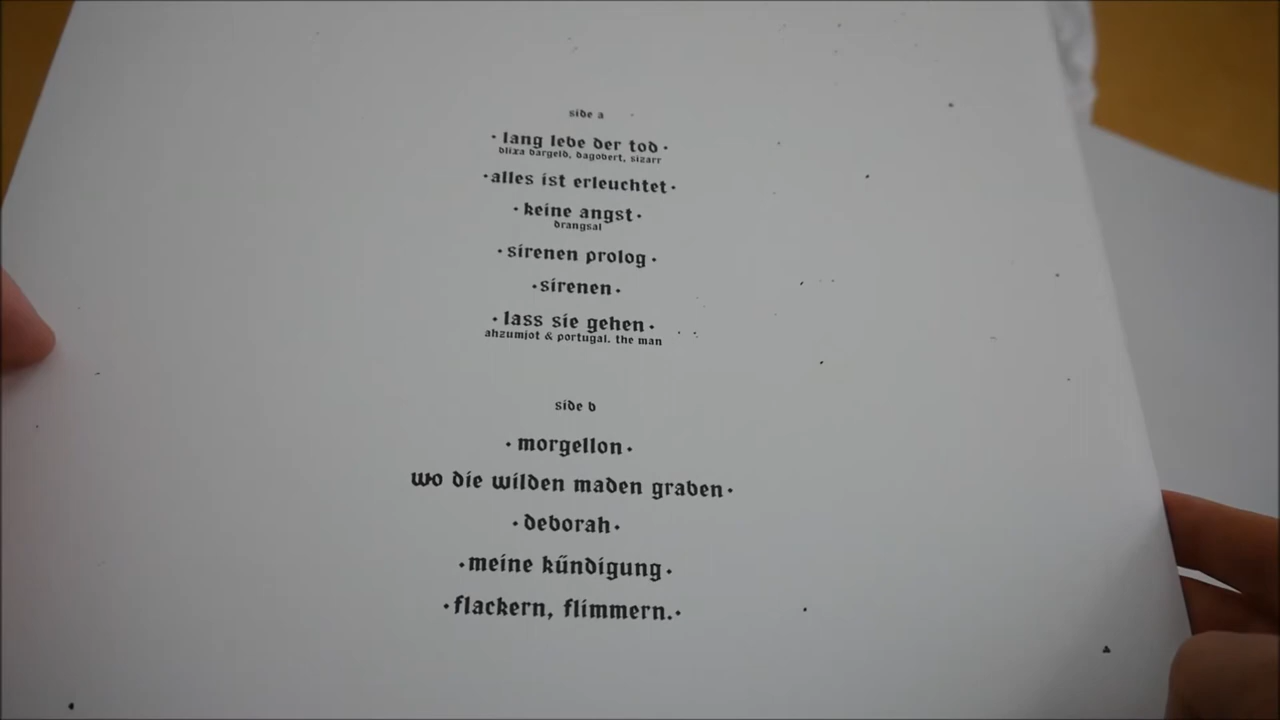 side a
· lang lebe der tod ·
blixa bargeld, dagobert, sizarr
· alles ist erleuchtet ·
· keine angst ·
drangsal
· sirenen prolog ·
· sirenen ·
· lass sie gehen ·
ahzumjot & portugal. the man
side b
· morgellon ·
wo die wilden maden graben ·
· deborah ·
· meine kündigung ·
· flackern, flimmern. ·